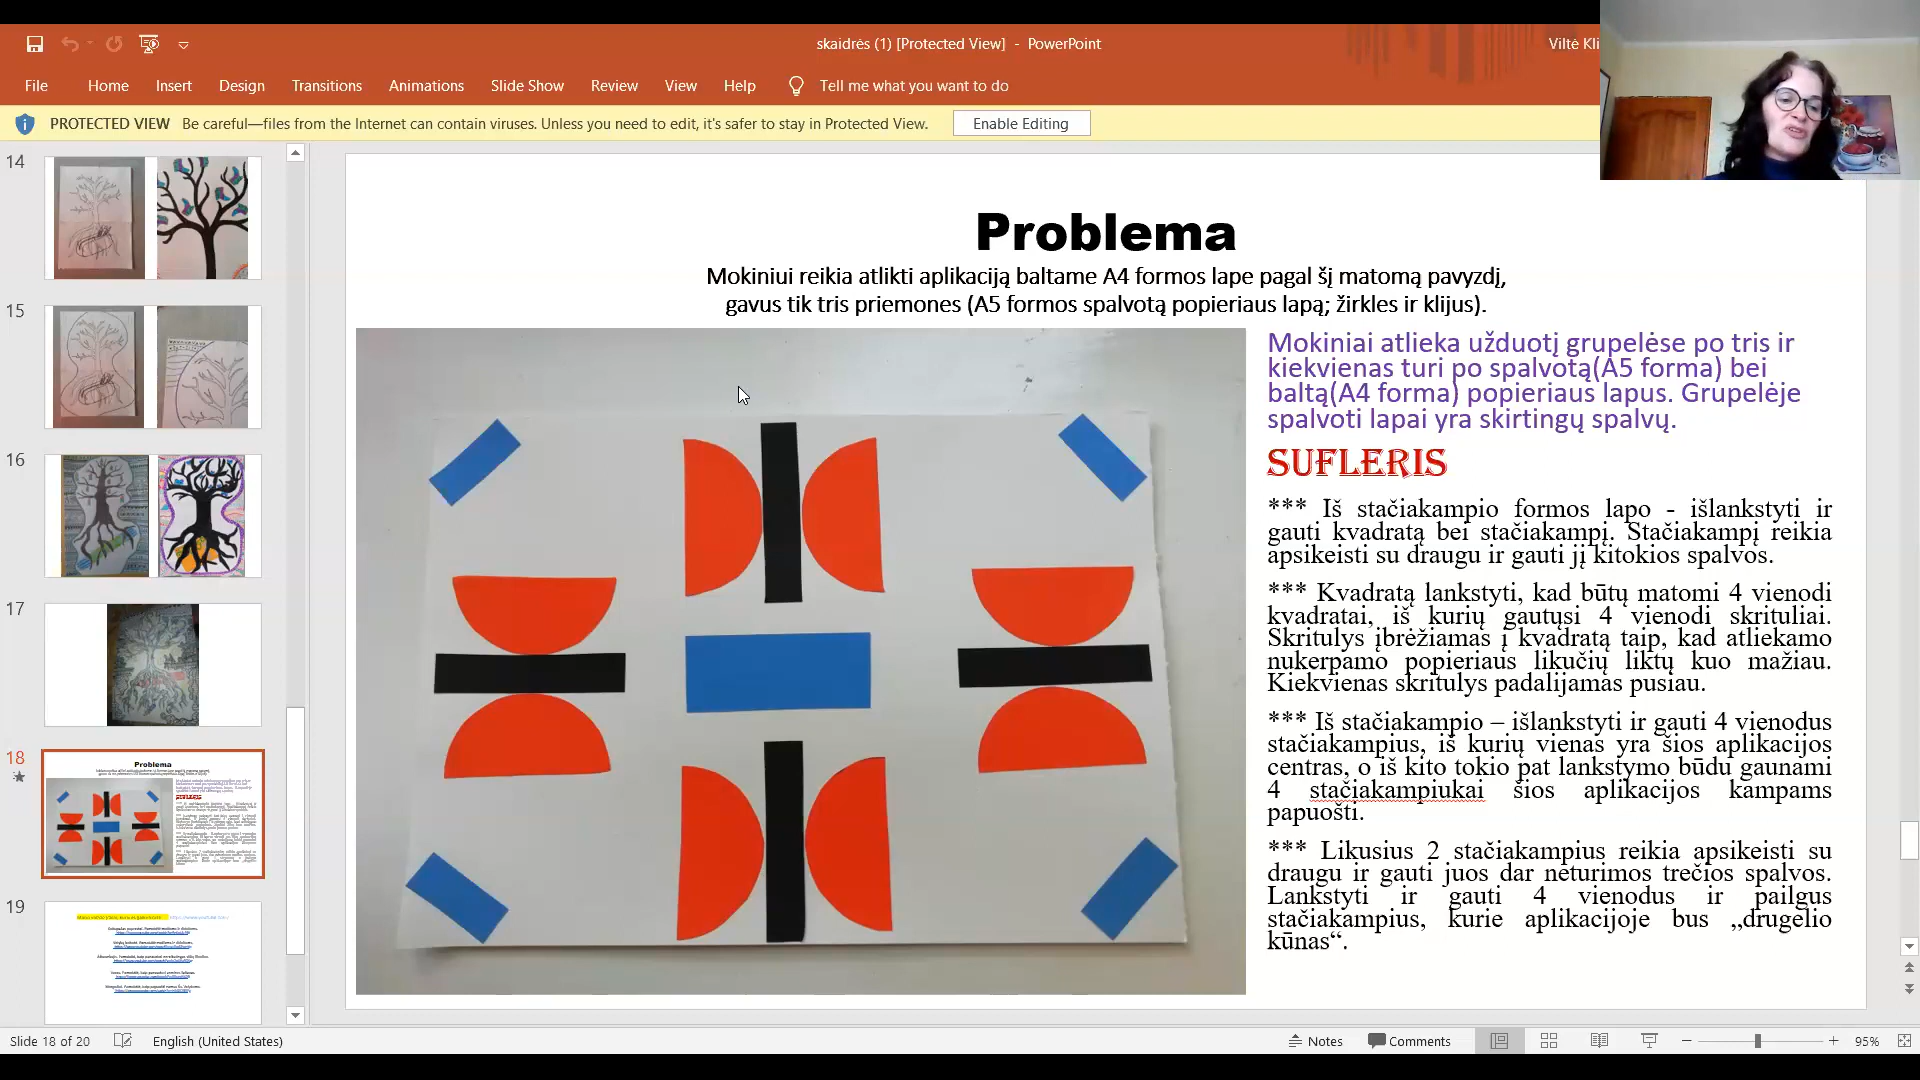 skaidrės (1) [Protected View] - PowerPoint
Viltė Kli
File Home Insert Design Transitions Animations Slide Show Review View Help Tell me what you want to do
PROTECTED VIEW Be careful—files from the Internet can contain viruses. Unless you need to edit, it's safer to stay in Protected View. Enable Editing
14
15
16
17
18
19
Problema
Mokiniui reikia atlikti aplikaciją baltame A4 formos lape pagal šį matomą pavyzdį,
gavus tik tris priemones (A5 formos spalvotą popieriaus lapą; žirkles ir klijus).
Mokiniai atlieka užduotį grupelėse po tris ir
kiekvienas turi po spalvotą(A5 forma) bei
baltą(A4 forma) popieriaus lapus. Grupelėje
spalvoti lapai yra skirtingų spalvų.
SUFLERIS
*** Iš stačiakampio formos lapo - išlankstyti ir
gauti kvadratą bei stačiakampį. Stačiakampį reikia
apsikeisti su draugu ir gauti jį kitokios spalvos.
*** Kvadratą lankstyti, kad būtų matomi 4 vienodi
kvadratai, iš kurių gautųsi 4 vienodi skrituliai.
Skritulys įbrėžiamas į kvadratą taip, kad atliekamo
nukerpamo popieriaus likučių liktų kuo mažiau.
Kiekvienas skritulys padalijamas pusiau.
*** Iš stačiakampio – išlankstyti ir gauti 4 vienodus
stačiakampius, iš kurių vienas yra šios aplikacijos
centras, o iš kito tokio pat lankstymo būdu gaunami
4 stačiakampiukai šios aplikacijos kampams
papuošti.
*** Likusius 2 stačiakampius reikia apsikeisti su
draugu ir gauti juos dar neturimos trečios spalvos.
Lankstyti ir gauti 4 vienodus ir pailgus
stačiakampius, kurie aplikacijoje bus „drugelio
kūnas“.
Problema
Slide 18 of 20 English (United States) Notes Comments 95%